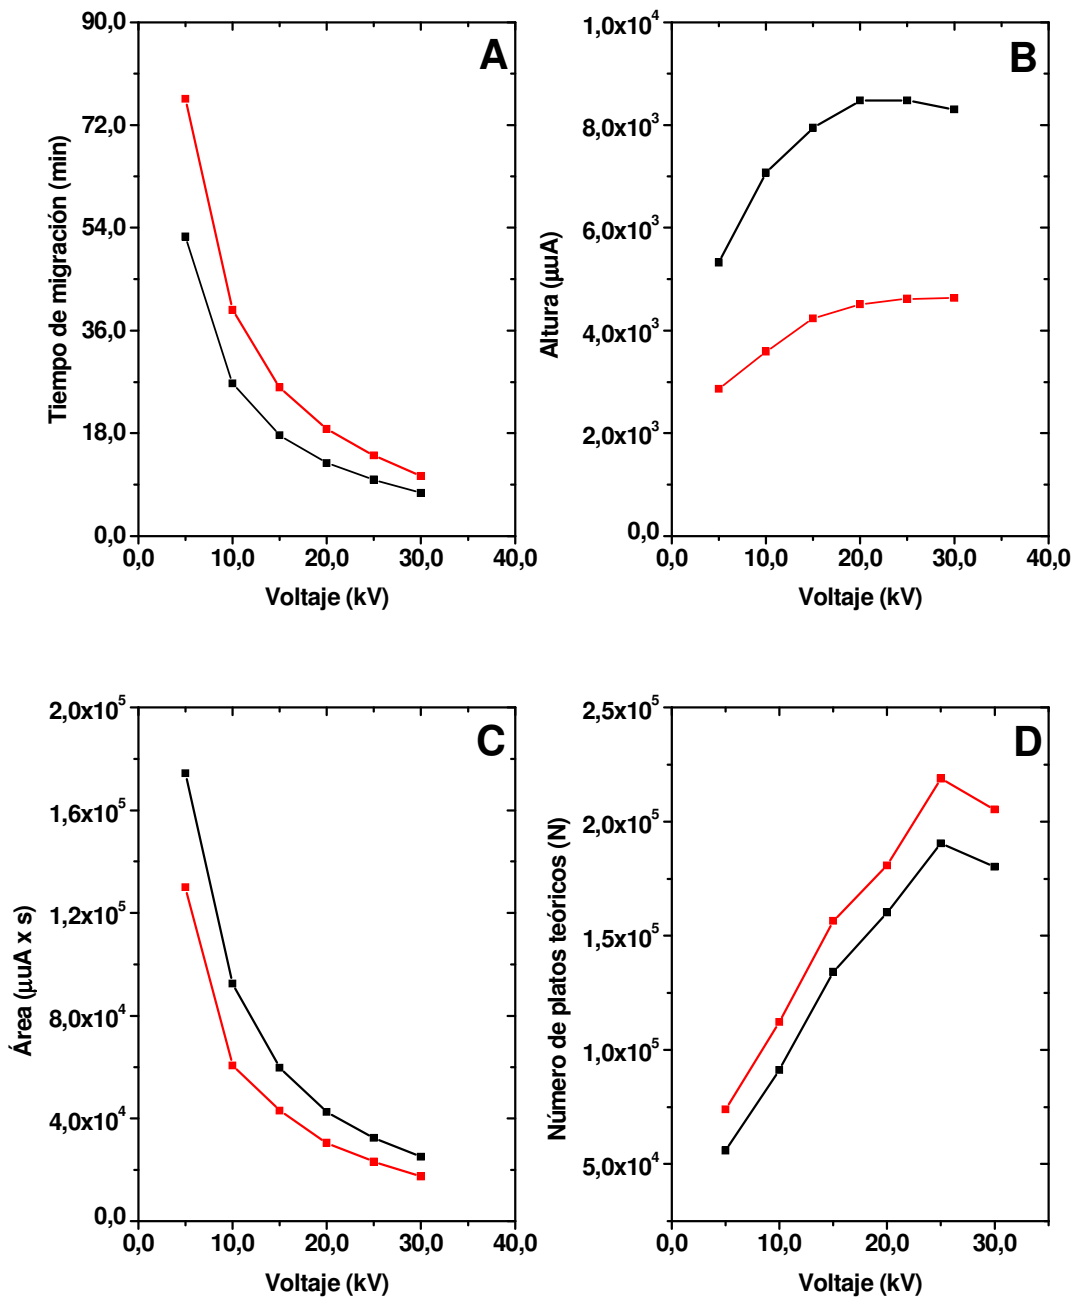 A
90,0
72,0
54,0
36,0
18,0
0,0
Tiempo de migración (min)
0,0 10,0 20,0 30,0 40,0
Voltaje (kV)
B
1,0x10⁴
8,0x10³
6,0x10³
4,0x10³
2,0x10³
0,0
Altura (µuA)
0,0 10,0 20,0 30,0 40,0
Voltaje (kV)
C
2,0x10⁵
1,6x10⁵
1,2x10⁵
8,0x10⁴
4,0x10⁴
0,0
Área (µuA x s)
0,0 10,0 20,0 30,0 40,0
Voltaje (kV)
D
2,5x10⁵
2,0x10⁵
1,5x10⁵
1,0x10⁵
5,0x10⁴
Número de platos teóricos (N)
0,0 10,0 20,0 30,0
Voltaje (kV)